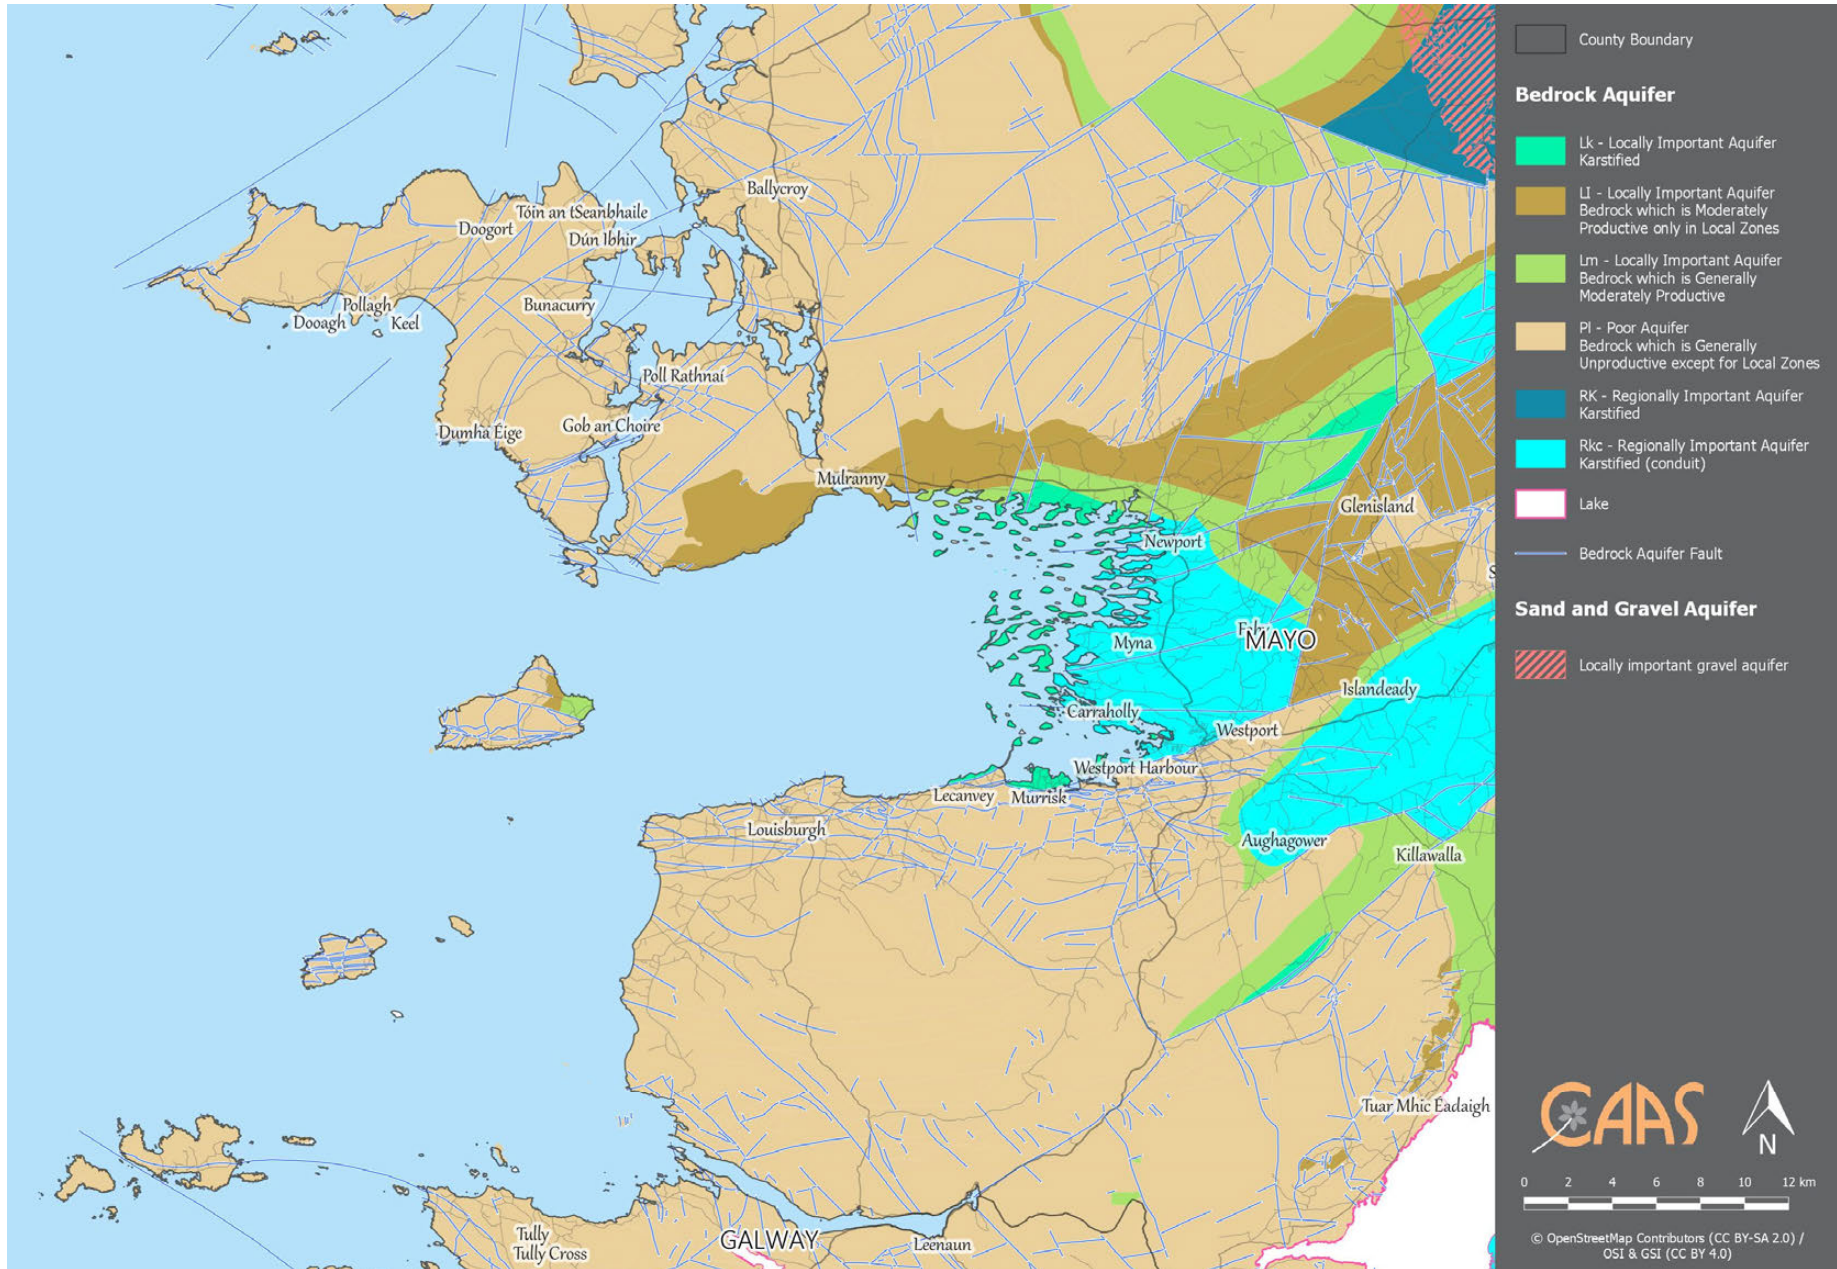 Ballycroy
Tóin an tSeanbhaile
Doogort
Dún Ibhir
Pollagh
Bunacurry
Dooagh
Keel
Poll Rathnaí
Gob an Choire
Dumha Éige
Mulranny
Glenisland
Newport
MAYO
Myna
Islandeady
Carraholly
Westport
Westport Harbour
Lecanvey
Murrisk
Louisburgh
Aughagower
Killawalla
Tuar Mhic Éadaigh
Tully
GALWAY
Leenaun
Tully Cross
County Boundary
Bedrock Aquifer
Lk - Locally Important Aquifer
Karstified
LI - Locally Important Aquifer
Bedrock which is Moderately
Productive only in Local Zones
Lm - Locally Important Aquifer
Bedrock which is Generally
Moderately Productive
Pl - Poor Aquifer
Bedrock which is Generally
Unproductive except for Local Zones
RK - Regionally Important Aquifer
Karstified
Rkc - Regionally Important Aquifer
Karstified (conduit)
Lake
Bedrock Aquifer Fault
Sand and Gravel Aquifer
Locally important gravel aquifer
CAAS
N
0 2 4 6 8 10 12 km
© OpenStreetMap Contributors (CC BY-SA 2.0) /
OSI & GSI (CC BY 4.0)